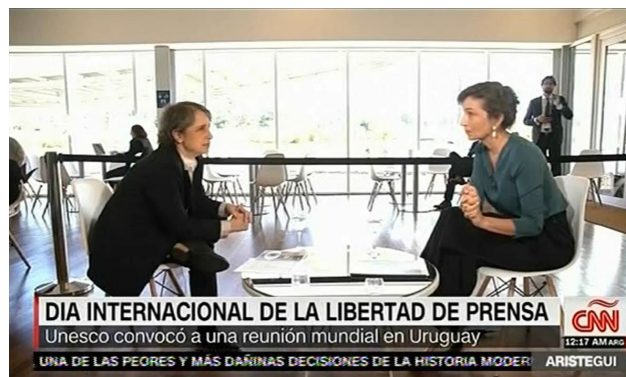 DIA INTERNACIONAL DE LA LIBERTAD DE PRENSA
Unesco convocó a una reunión mundial en Uruguay
CNN
12:17 AM ARG
UNA DE LAS PEORES Y MÁS DAÑINAS DECISIONES DE LA HISTORIA MODER
ARISTEGUI